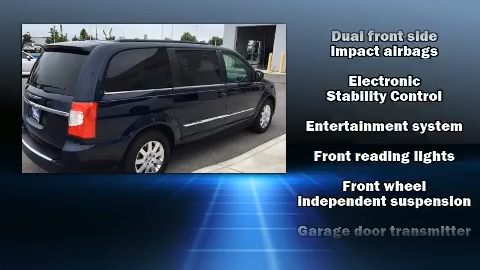 Dual front side
impact airbags
Electronic
Stability Control
Entertainment system
Front reading lights
Front wheel
independent suspension
Garage door transmitter